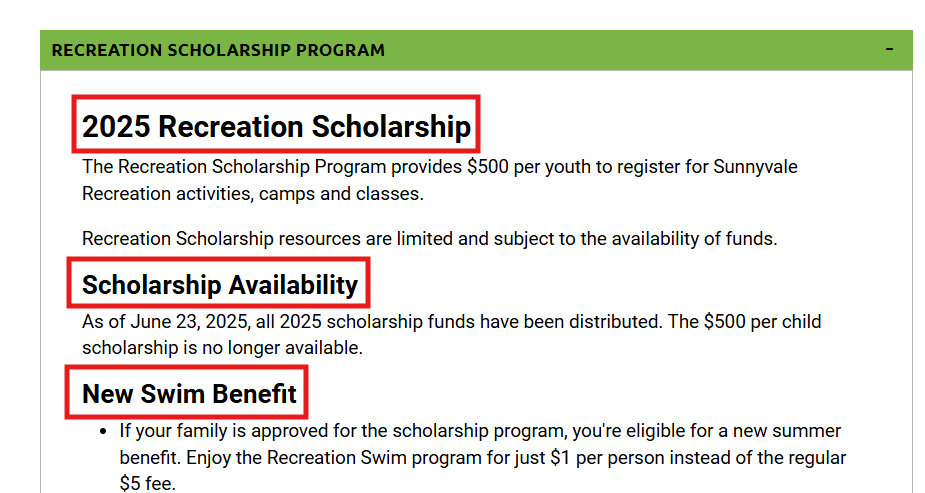 RECREATION SCHOLARSHIP PROGRAM -
2025 Recreation Scholarship
The Recreation Scholarship Program provides $500 per youth to register for Sunnyvale
Recreation activities, camps and classes.
Recreation Scholarship resources are limited and subject to the availability of funds.
Scholarship Availability
As of June 23, 2025, all 2025 scholarship funds have been distributed. The $500 per child
scholarship is no longer available.
New Swim Benefit
• If your family is approved for the scholarship program, you're eligible for a new summer
benefit. Enjoy the Recreation Swim program for just $1 per person instead of the regular
$5 fee.